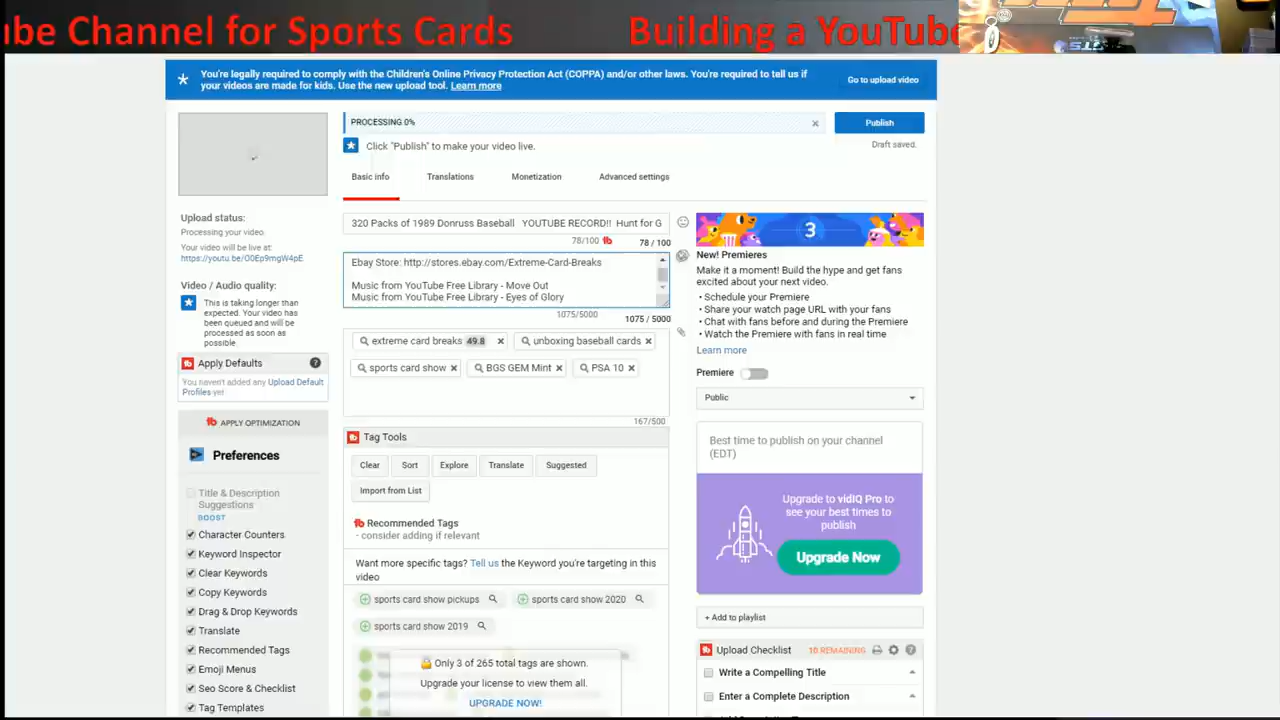 ube Channel for Sports Cards Building a YouTube
You're legally required to comply with the Children's Online Privacy Protection Act (COPPA) and/or other laws. You're required to tell us if
your videos are made for kids. Use the new upload tool. Learn more
Go to upload video
PROCESSING 0%
Publish
Click "Publish" to make your video live.
Draft saved.
Basic info Translations Monetization Advanced settings
Upload status:
Processing your video.
Your video will be live at:
https://youtu.be/O0Ep9mgW4pE
Video / Audio quality:
This is taking longer than
expected. Your video has
been queued and will be
processed as soon as
possible.
Apply Defaults
You haven't added any Upload Default
Profiles yet!
APPLY OPTIMIZATION
Preferences
Title & Description
Suggestions
BOOST
Character Counters
Keyword Inspector
Clear Keywords
Copy Keywords
Drag & Drop Keywords
Translate
Recommended Tags
Emoji Menus
Seo Score & Checklist
Tag Templates
320 Packs of 1989 Donruss Baseball YOUTUBE RECORD!! Hunt for G
78/100 78 / 100
Ebay Store: http://stores.ebay.com/Extreme-Card-Breaks
Music from YouTube Free Library - Move Out
Music from YouTube Free Library - Eyes of Glory
1075/5000 1075 / 5000
extreme card breaks 49.8 unboxing baseball cards
sports card show BGS GEM Mint PSA 10
167/500
Tag Tools
Clear Sort Explore Translate Suggested
Import from List
Recommended Tags
- consider adding if relevant
Want more specific tags? Tell us the Keyword you're targeting in this
video
sports card show pickups sports card show 2020
sports card show 2019
Only 3 of 265 total tags are shown.
Upgrade your license to view them all.
UPGRADE NOW!
3
New! Premieres
Make it a moment! Build the hype and get fans
excited about your next video.
• Schedule your Premiere
• Share your watch page URL with your fans
• Chat with fans before and during the Premiere
• Watch the Premiere with fans in real time
Learn more
Premiere
Public
Best time to publish on your channel
(EDT)
Upgrade to vidIQ Pro to
see your best times to
publish
Upgrade Now
+ Add to playlist
Upload Checklist 10 REMAINING
Write a Compelling Title
Enter a Complete Description